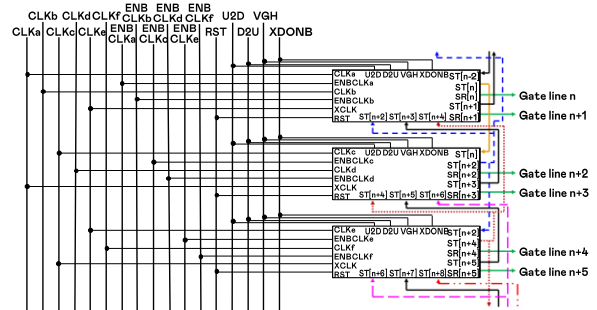 ENB ENB
CLKb CLKd CLKf CLKb CLKd ENB CLKf U2D VGH
CLKa CLKc CLKe ENB CLKa ENB CLKc ENB CLKe RST D2U XDONB
CLKa U2D D2U VGH XDONB ST[n-2]
ENBCLKa ST[n]
CLKb SR[n] Gate line n
ENBCLKb ST[n+1]
XCLK SR[n+1] Gate line n+1
RST ST[n+2] ST[n+3] ST[n+4]
CLKc U2D D2U VGH XDONB ST[n]
ENBCLKc ST[n+2]
CLKd SR[n+2] Gate line n+2
ENBCLKd ST[n+3]
XCLK SR[n+3] Gate line n+3
RST ST[n+4] ST[n+5] ST[n+6]
CLKe U2D D2U VGH XDONB ST[n+2]
ENBCLKe ST[n+4]
CLKf SR[n+4] Gate line n+4
ENBCLKf ST[n+5]
XCLK SR[n+5] Gate line n+5
RST ST[n+6] ST[n+7] ST[n+8]